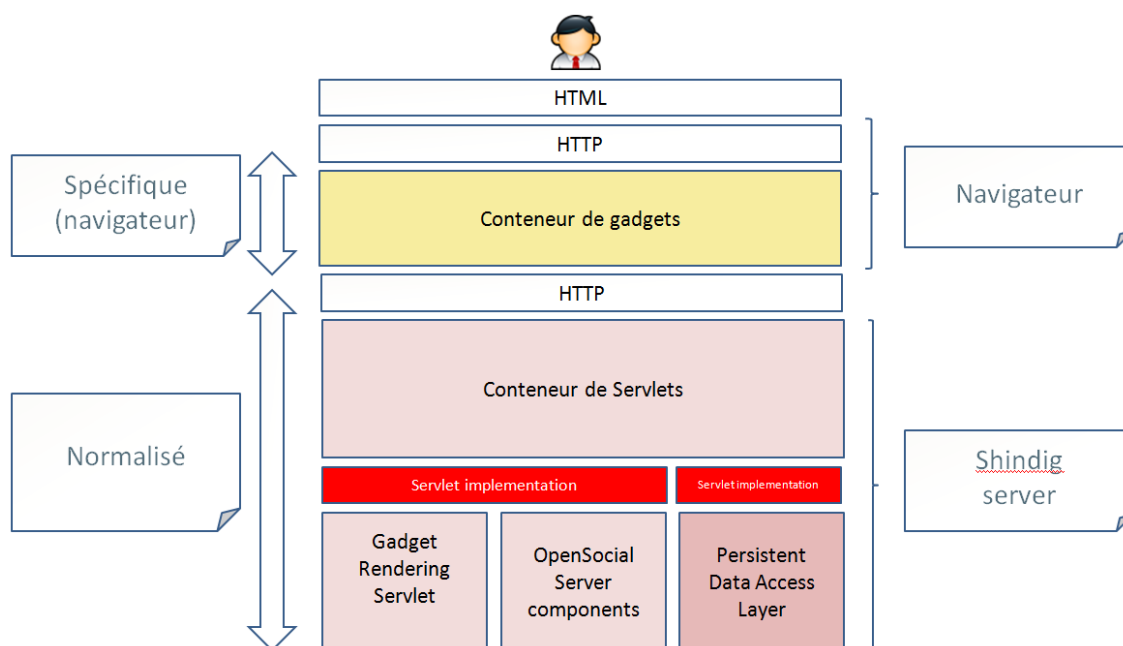 HTML
HTTP
Spécifique
(navigateur)
Conteneur de gadgets
Navigateur
HTTP
Conteneur de Servlets
Normalisé
Shindig
server
Servlet implementation
Servlet implementation
Gadget
Rendering
Servlet
OpenSocial
Server
components
Persistent
Data Access
Layer